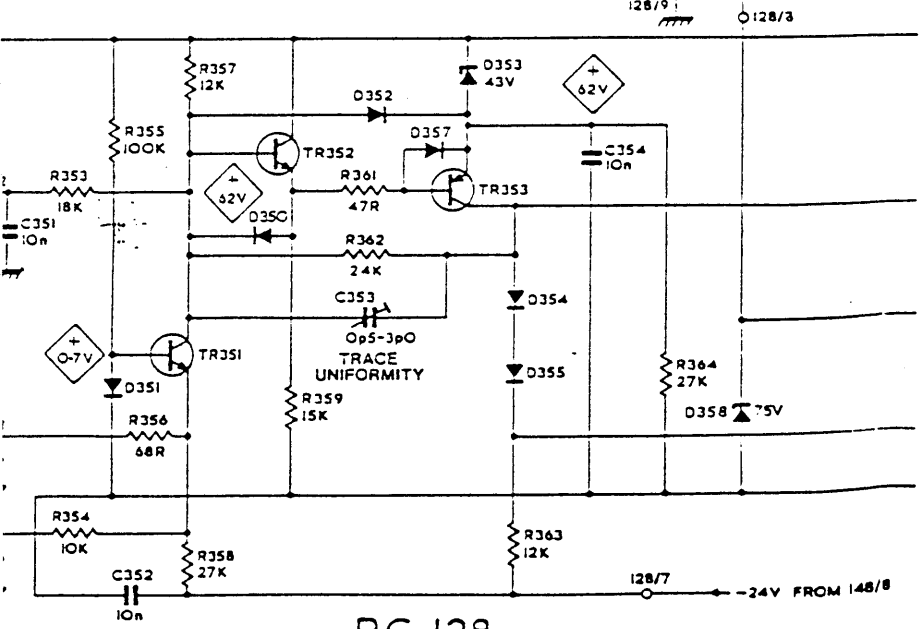 128/9
128/3
R357
12K
D353
43V
+
62V
D352
R355
100K
D357
TR352
C354
10n
R353
18K
+
62V
R361
47R
TR353
C351
10n
D350
R362
24K
C353
D354
0p5-3p0
TRACE
UNIFORMITY
+
0-7V
TR351
D351
D355
R364
27K
R359
15K
D358
75V
R356
68R
R354
10K
R358
27K
R363
12K
C352
10n
128/7
-24V FROM 148/8
PC 128